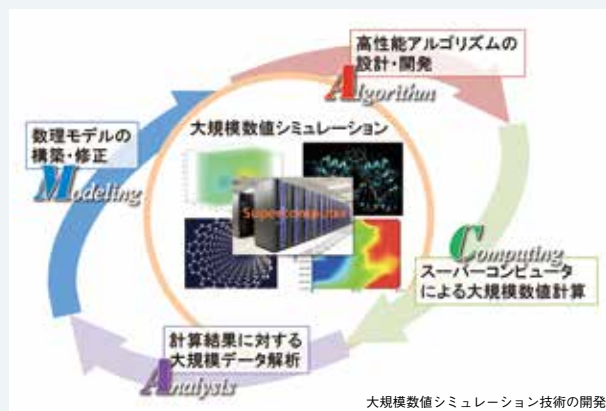 高性能アルゴリズムの
設計・開発
Algorithm
大規模数値シミュレーション
数理モデルの
構築・修正
Modeling
Supercomputer
Computing
スーパーコンピュータ
による大規模数値計算
計算結果に対する
大規模データ解析
Analysis
大規模数値シミュレーション技術の開発